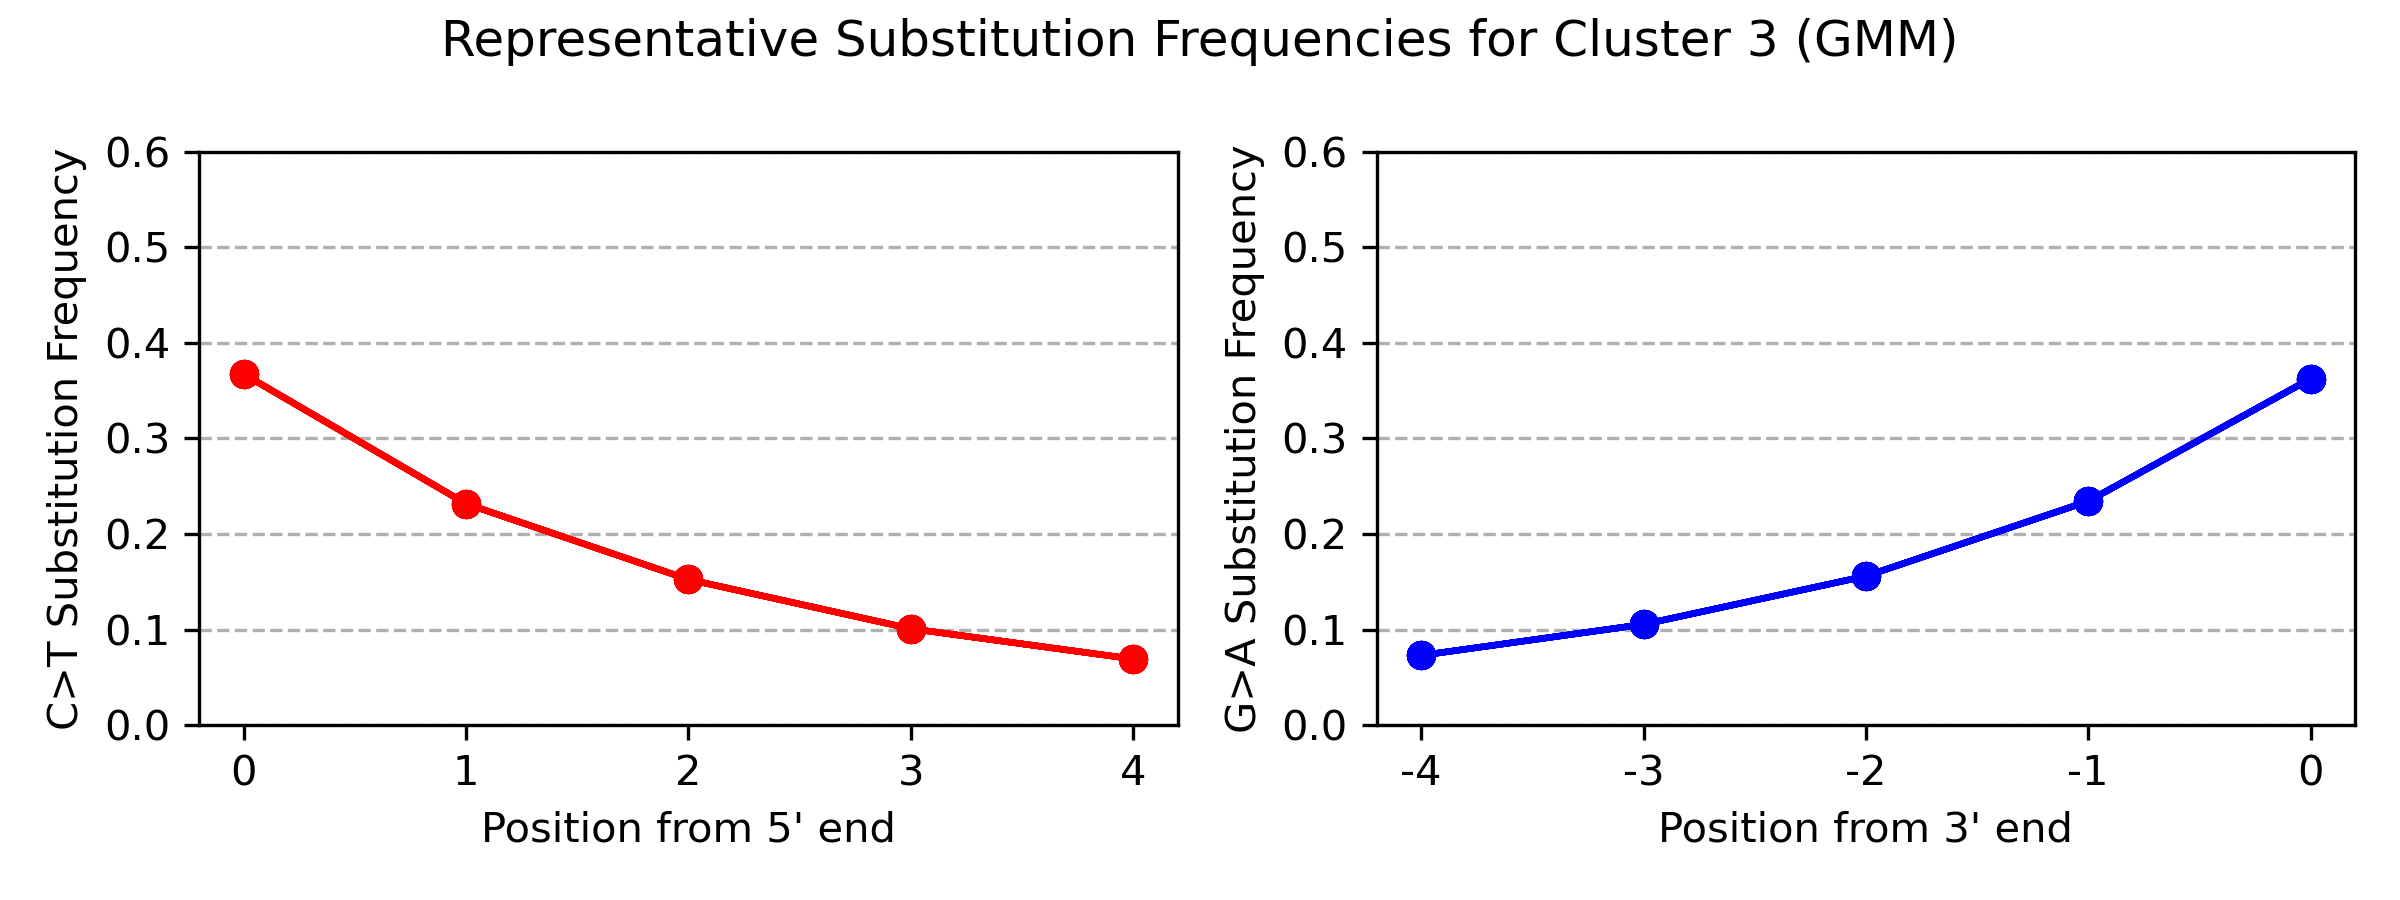 Representative Substitution Frequencies for Cluster 3 (GMM)
C>T Substitution Frequency
0.6
0.5
0.4
0.3
0.2
0.1
0.0
0 1 2 3 4
Position from 5' end
G>A Substitution Frequency
0.6
0.5
0.4
0.3
0.2
0.1
0.0
-4 -3 -2 -1 0
Position from 3' end